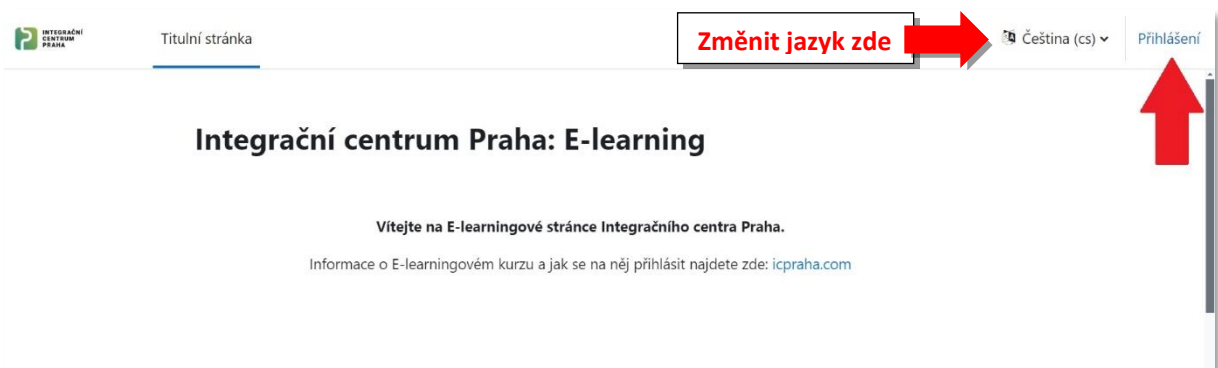 INTEGRAČNÍ
CENTRUM
PRAHA
Titulní stránka
Změnit jazyk zde
Čeština (cs)
Přihlášení
Integrační centrum Praha: E-learning
Vítejte na E-learningové stránce Integračního centra Praha.
Informace o E-learningovém kurzu a jak se na něj přihlásit najdete zde: icpraha.com